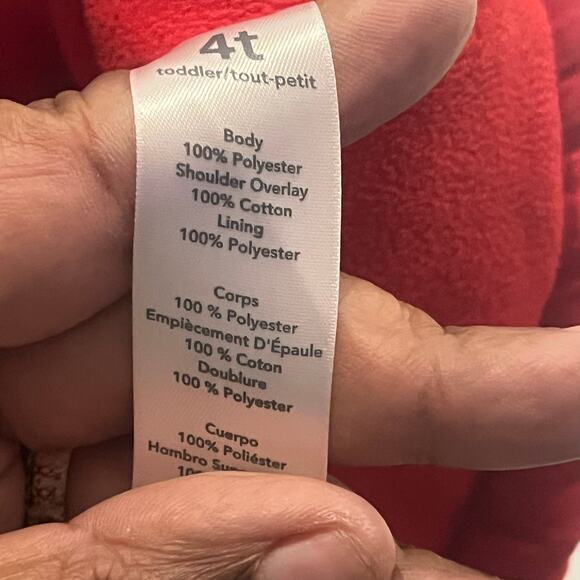 4t
toddler/tout-petit
Body
100% Polyester
Shoulder Overlay
100% Cotton
Lining
100% Polyester
Corps
100 % Polyester
Empiècement D'Épaule
100 % Coton
Doublure
100 % Polyester
Cuerpo
100% Poliéster
Hambro